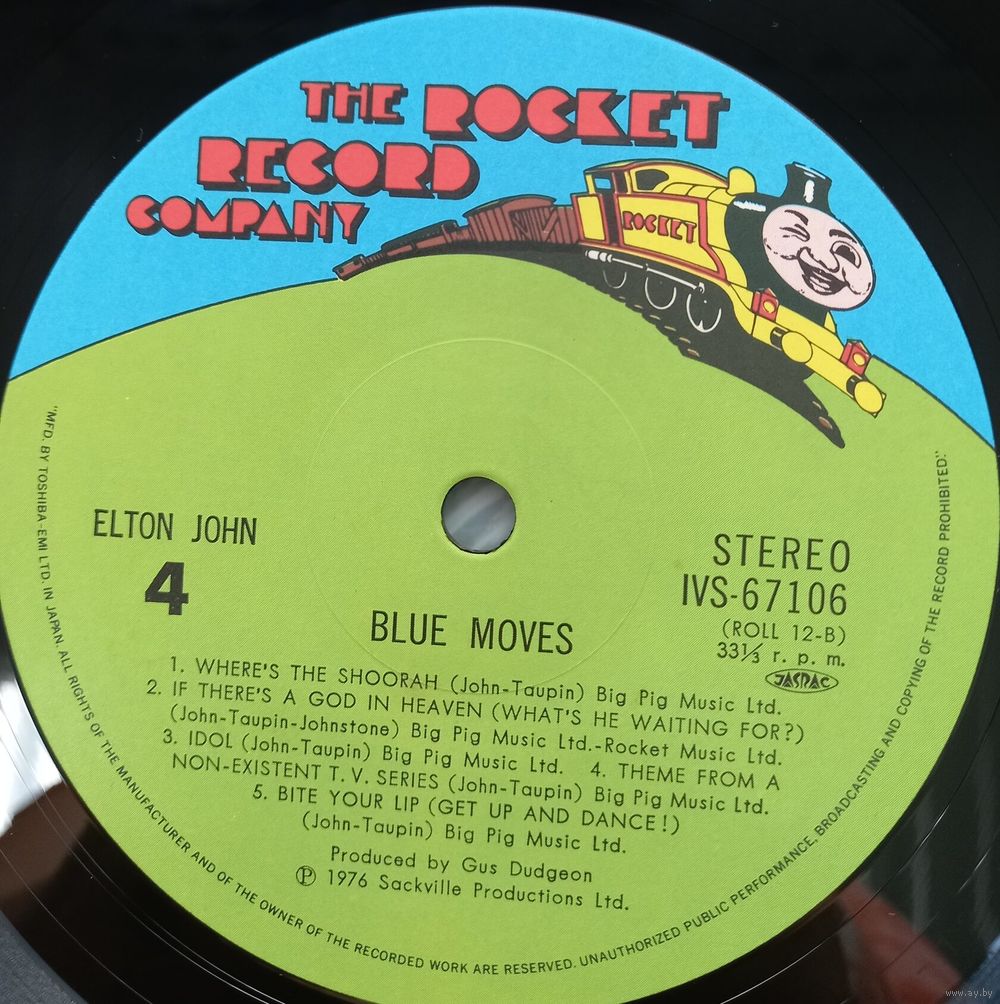 THE ROCKET
RECORD
COMPANY
ROCKET
ELTON JOHN
4
STEREO
IVS-67106
(ROLL 12-B)
33⅓ r. p. m.
JASRAC
BLUE MOVES
1. WHERE'S THE SHOORAH (John-Taupin) Big Pig Music Ltd.
2. IF THERE'S A GOD IN HEAVEN (WHAT'S HE WAITING FOR?)
(John-Taupin-Johnstone) Big Pig Music Ltd.-Rocket Music Ltd.
3. IDOL (John-Taupin) Big Pig Music Ltd. 4. THEME FROM A
NON-EXISTENT T. V. SERIES (John-Taupin) Big Pig Music Ltd.
5. BITE YOUR LIP (GET UP AND DANCE!)
(John-Taupin) Big Pig Music Ltd.
Produced by Gus Dudgeon
Ⓟ 1976 Sackville Productions Ltd.
"MFD. BY TOSHIBA-EMI LTD. IN JAPAN. ALL RIGHTS OF THE MANUFACTURER AND OF THE OWNER OF THE RECORDED WORK ARE RESERVED. UNAUTHORIZED PUBLIC PERFORMANCE, BROADCASTING AND COPYING OF THE RECORD PROHIBITED."
www.ay.by